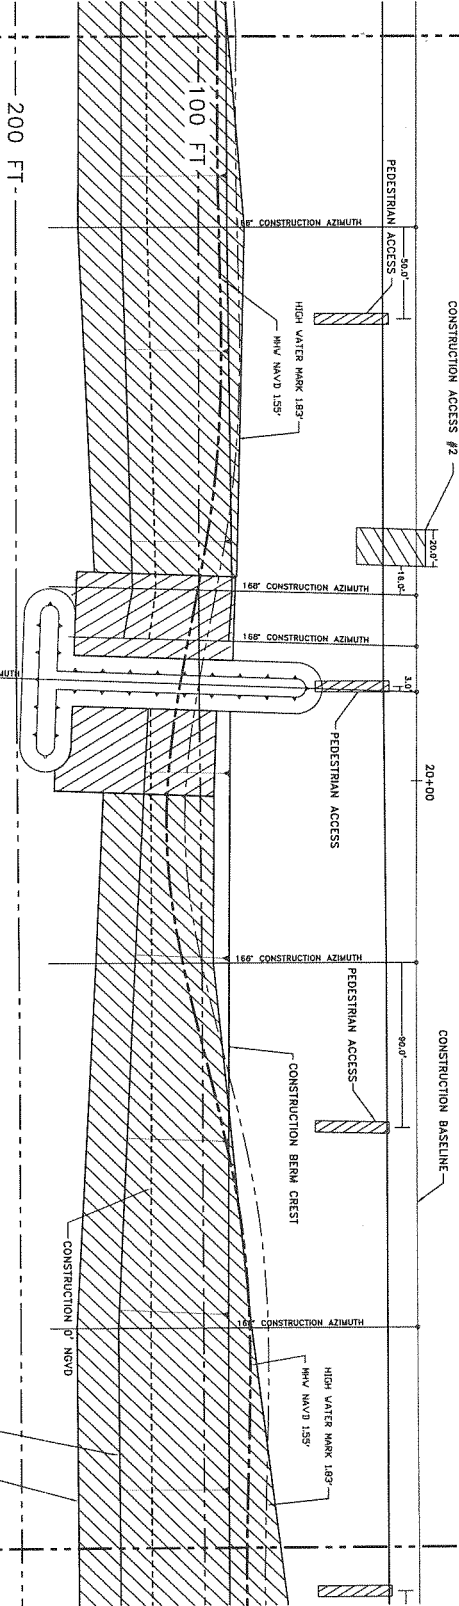 200 FT
100 FT
PEDESTRIAN ACCESS
50.0'
CONSTRUCTION ACCESS #2
CONSTRUCTION AZIMUTH
HIGH WATER MARK 1.83'
MHW NAVD 1.55'
20.0'
168° CONSTRUCTION AZIMUTH
168° CONSTRUCTION AZIMUTH
3.0'
PEDESTRIAN ACCESS
20+00
166° CONSTRUCTION AZIMUTH
PEDESTRIAN ACCESS
90.0'
CONSTRUCTION BASELINE
CONSTRUCTION BERM CREST
CONSTRUCTION 0' NGVD
CONSTRUCTION AZIMUTH
HIGH WATER MARK 1.83'
MHW NAVD 1.55'